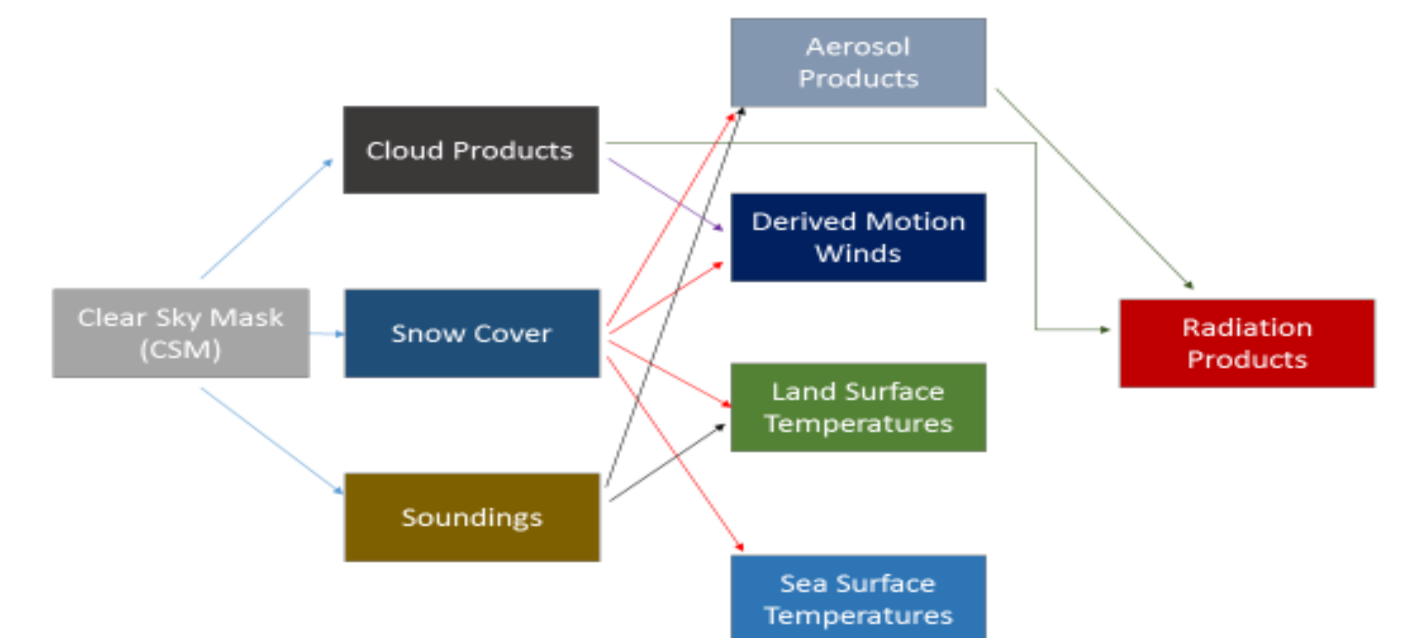 Aerosol
Products
Cloud Products
Derived Motion
Winds
Clear Sky Mask
(CSM)
Snow Cover
Radiation
Products
Land Surface
Temperatures
Soundings
Sea Surface
Temperatures